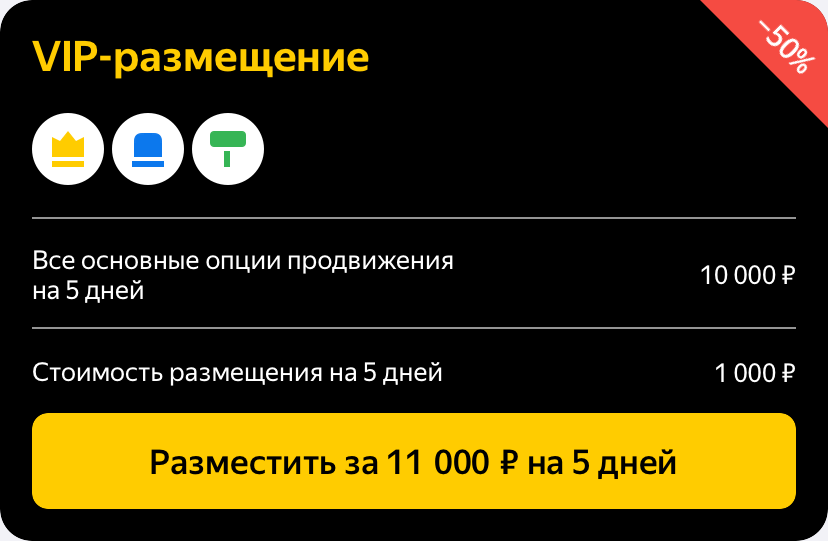 VIP-размещение
−50%
Все основные опции продвижения
на 5 дней
10 000 ₽
Стоимость размещения на 5 дней
1 000 ₽
Разместить за 11 000 ₽ на 5 дней